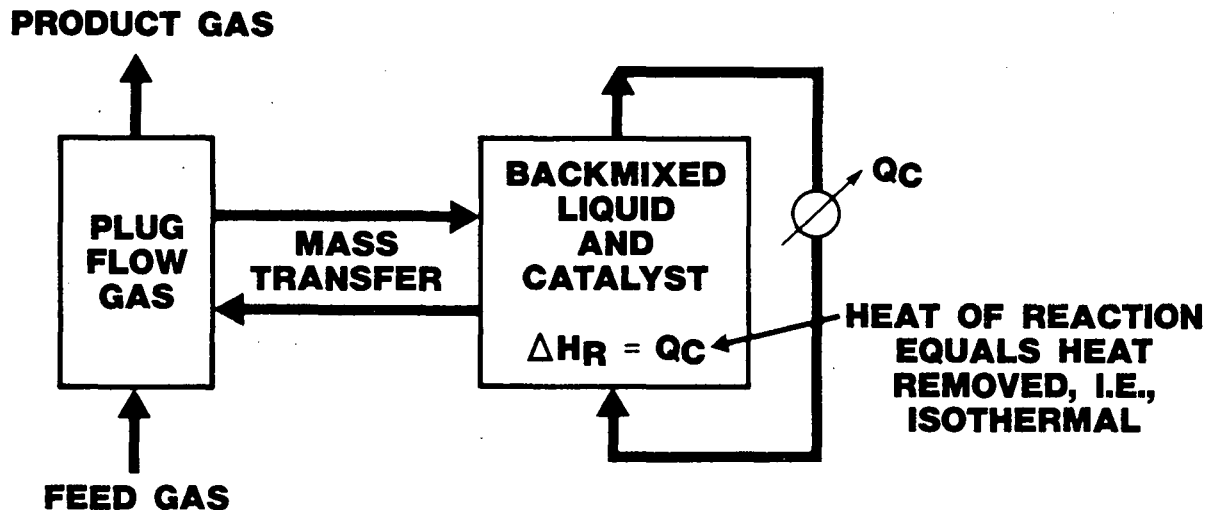 PRODUCT GAS
PLUG
FLOW
GAS
FEED GAS
MASS
TRANSFER
BACKMIXED
LIQUID
AND
CATALYST
ΔHR = QC
QC
HEAT OF REACTION
EQUALS HEAT
REMOVED, I.E.,
ISOTHERMAL